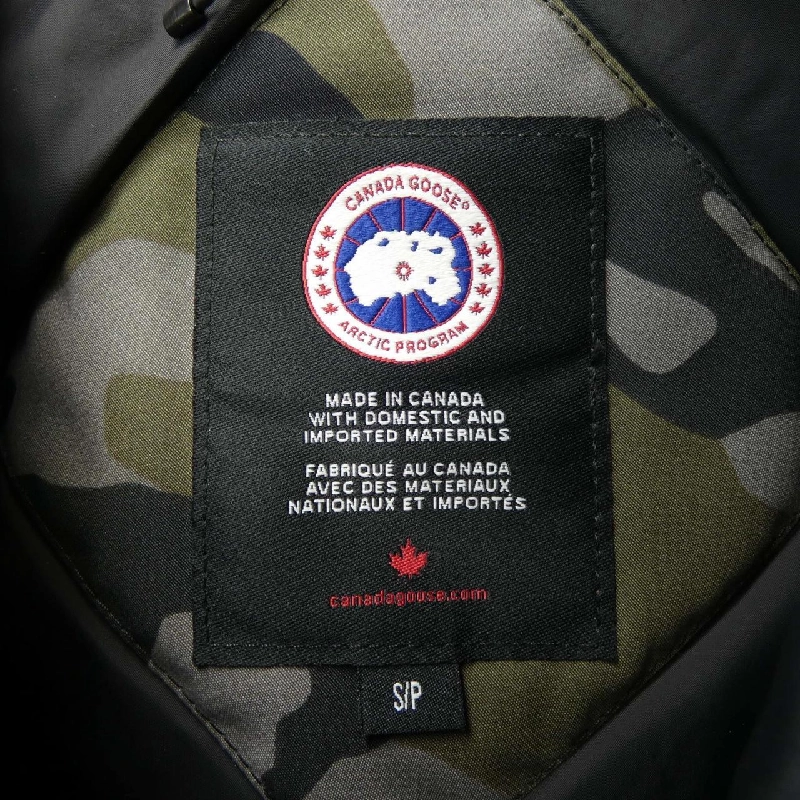 CANADA GOOSE®
ARCTIC PROGRAM
MADE IN CANADA
WITH DOMESTIC AND
IMPORTED MATERIALS
FABRIQUÉ AU CANADA
AVEC DES MATERIAUX
NATIONAUX ET IMPORTÉS
canadagouse.com
S/P